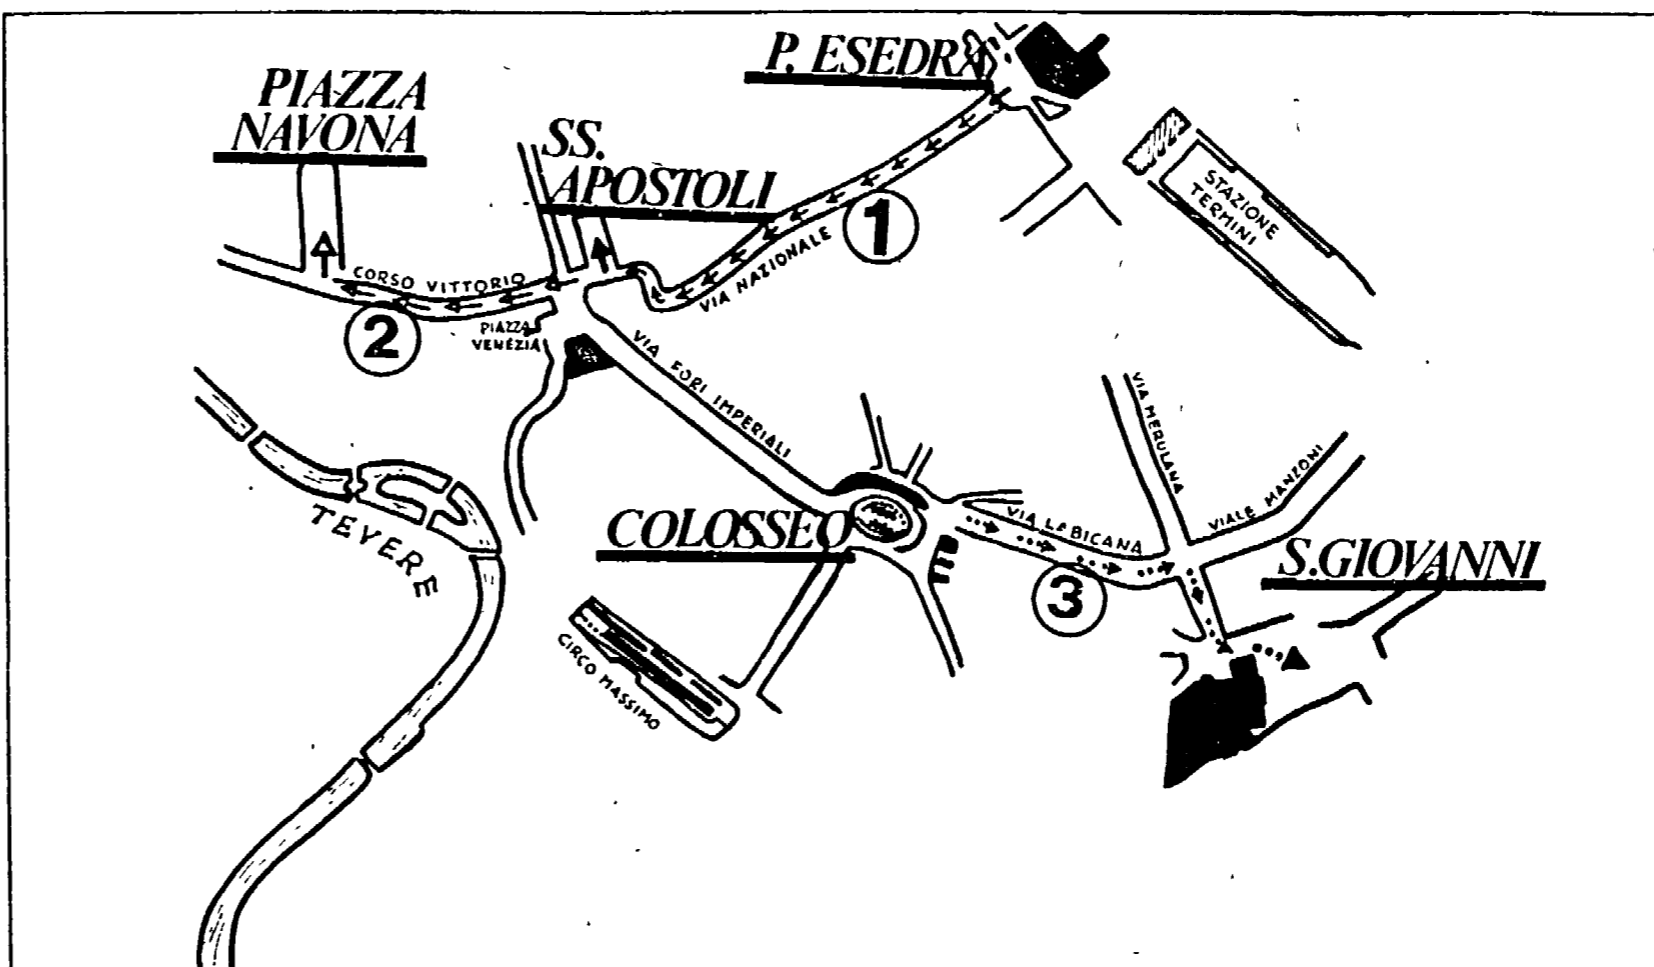 P. ESEDRA
PIAZZA
NAVONA
SS.
APOSTOLI
STAZIONE
TERMINI
1
VIA NAZIONALE
CORSO VITTORIO
2
PIAZZA
VENEZIA
VIA FORI IMPERIALI
VIA MERULANA
VIALE MANZONI
TEVERE
COLOSSEO
VIA LABICANA
S.GIOVANNI
3
CIRCO MASSIMO